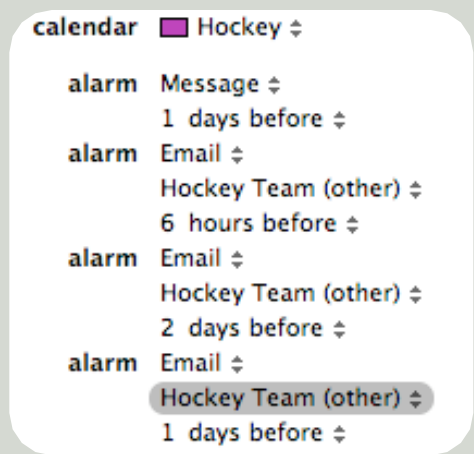 calendar Hockey
alarm Message
1 days before
alarm Email
Hockey Team (other)
6 hours before
alarm Email
Hockey Team (other)
2 days before
alarm Email
Hockey Team (other)
1 days before